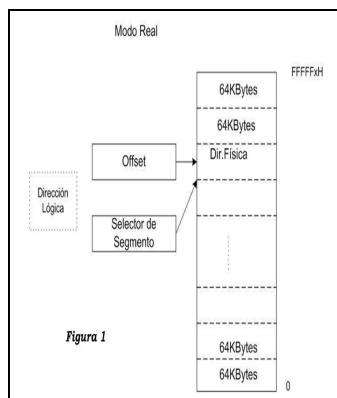 Modo Real
FFFFFxH
64KBytes
64KBytes
Offset
Dir.Física
Dirección
Lógica
Selector de
Segmento
Figura 1
64KBytes
64KBytes
0